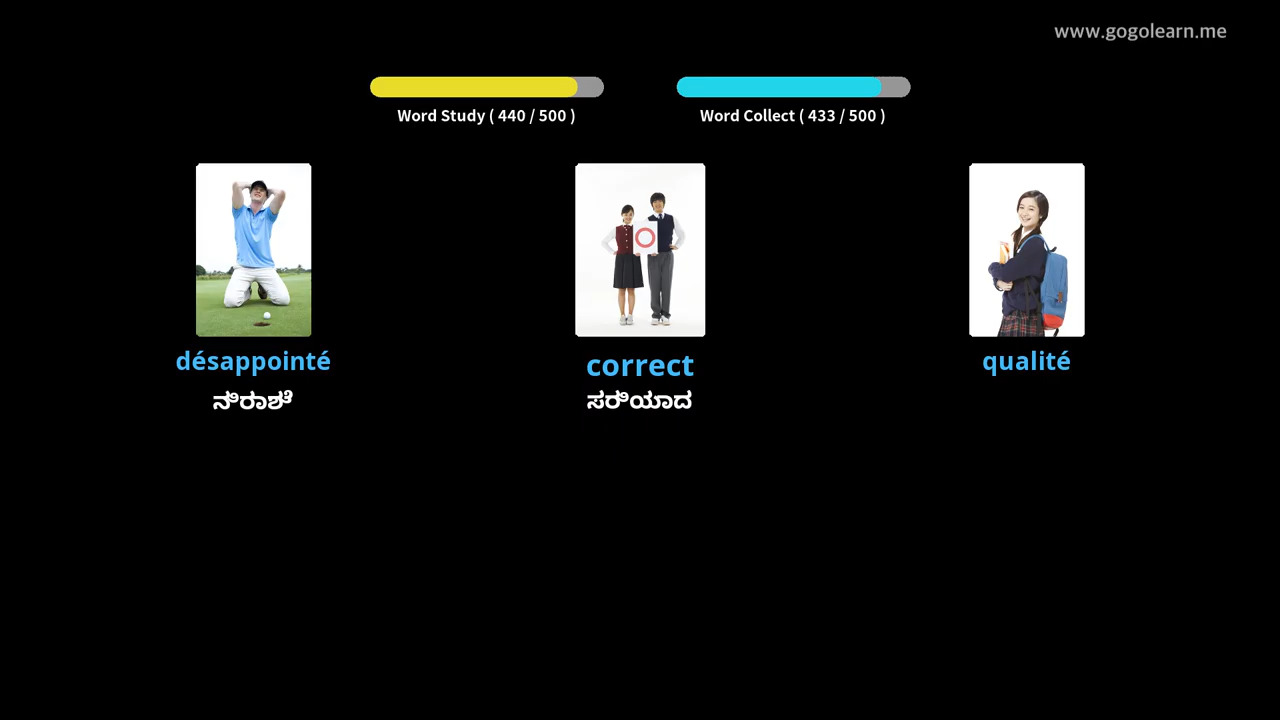 www.gogolearn.me
Word Study ( 440 / 500 )
Word Collect ( 433 / 500 )
désappointé
ನಿರಾಶೆ
correct
ಸರಿಯಾದ
qualité